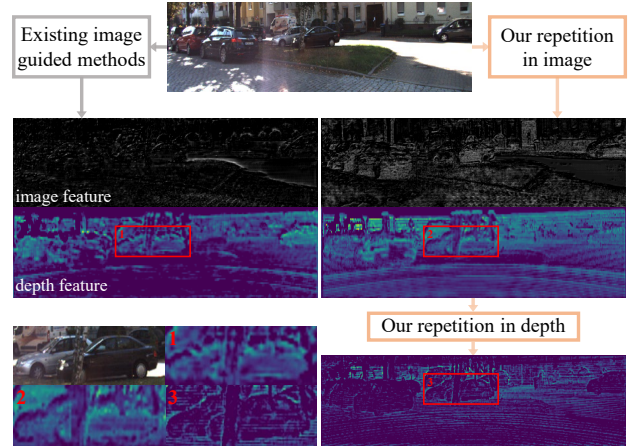 Existing image
guided methods
Our repetition
in image
image feature
depth feature
Our repetition in depth
1
2
3
3